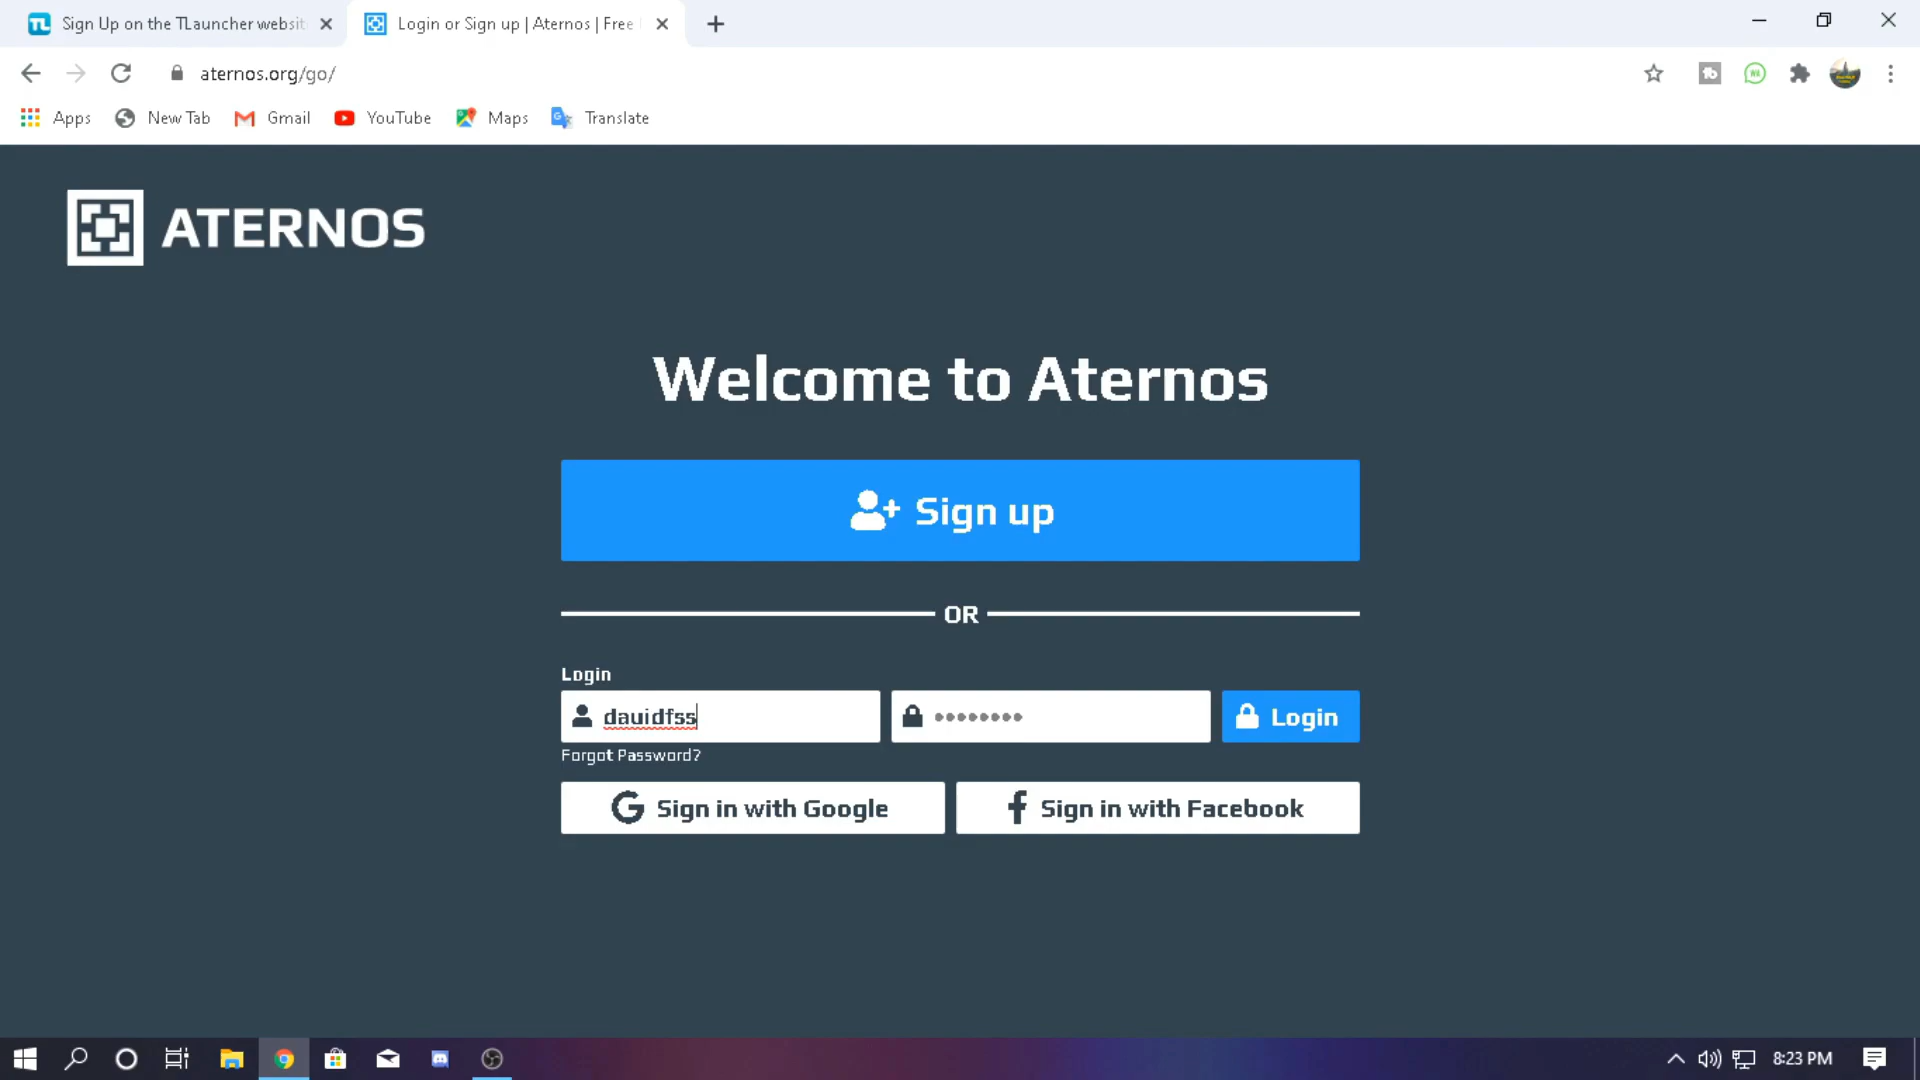 Sign Up on the TLauncher websit
Login or Sign up | Aternos | Free
aternos.org/go/
Apps
New Tab
Gmail
YouTube
Maps
Translate
ATERNOS
Welcome to Aternos
Sign up
OR
Login
dauidfss
Login
Forgot Password?
Sign in with Google
Sign in with Facebook
8:23 PM